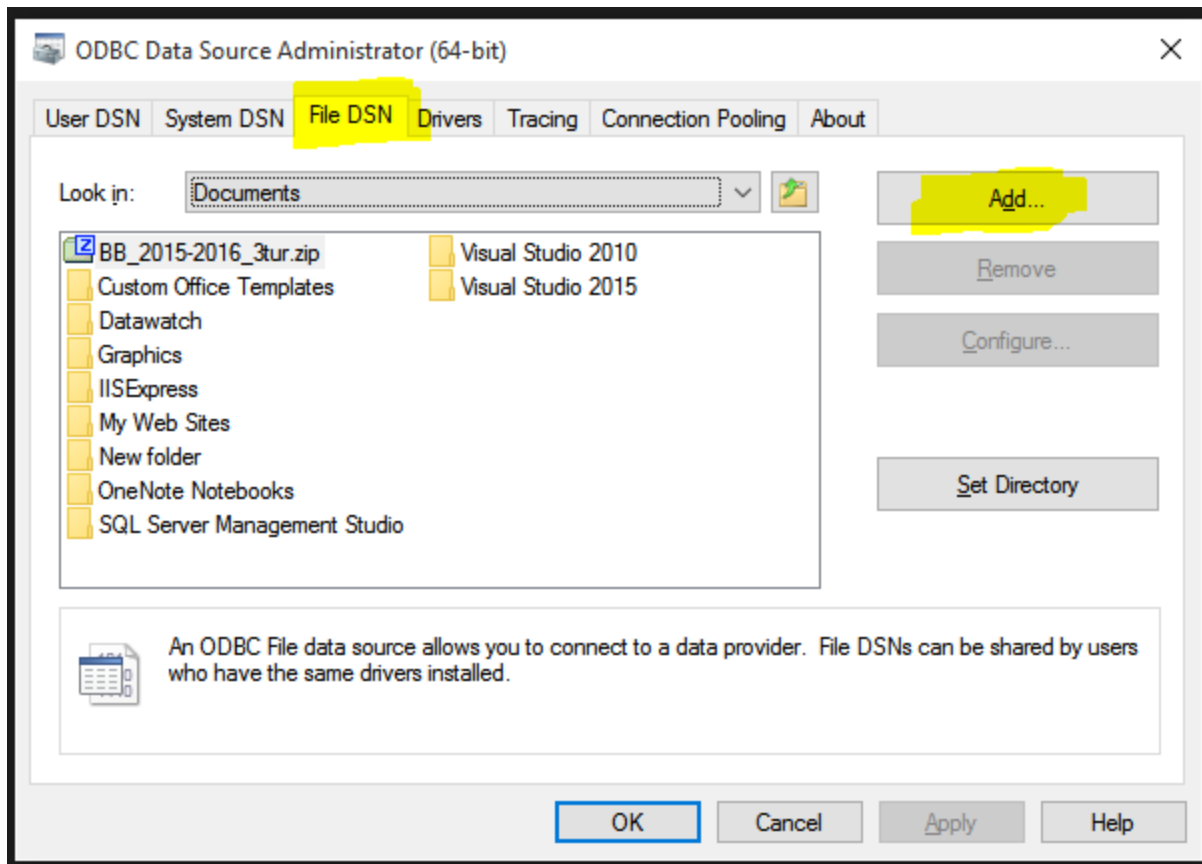 ODBC Data Source Administrator (64-bit)
User DSN System DSN File DSN Drivers Tracing Connection Pooling About
Look in: Documents Add...
BB_2015-2016_3tur.zip Visual Studio 2010
Custom Office Templates Visual Studio 2015
Remove
Datawatch
Graphics
Configure...
IISExpress
My Web Sites
New folder
OneNote Notebooks
Set Directory
SQL Server Management Studio
An ODBC File data source allows you to connect to a data provider. File DSNs can be shared by users
who have the same drivers installed.
OK Cancel Apply Help